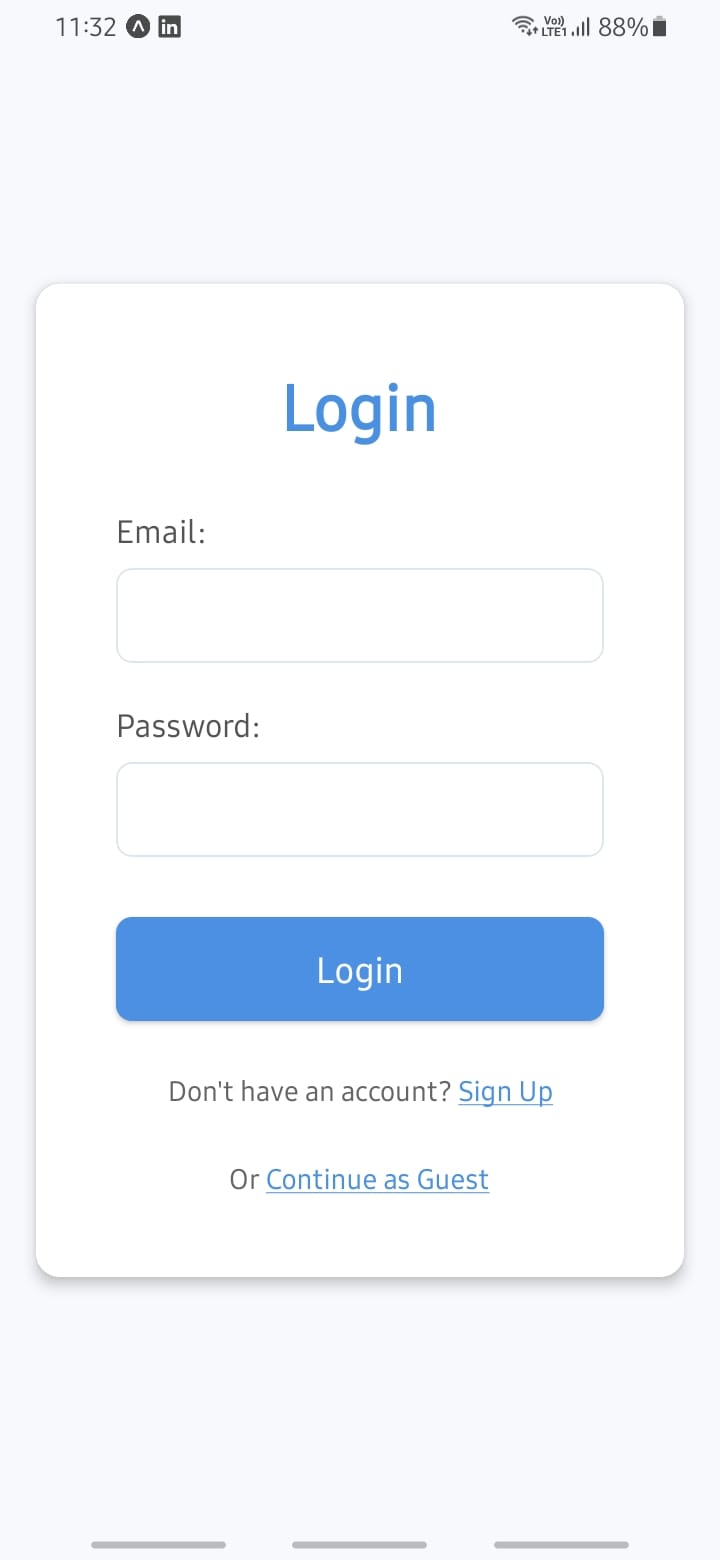 11:32 in Vo)) LTE1 88%
Login
Email:
Password:
Login
Don't have an account? Sign Up
Or Continue as Guest